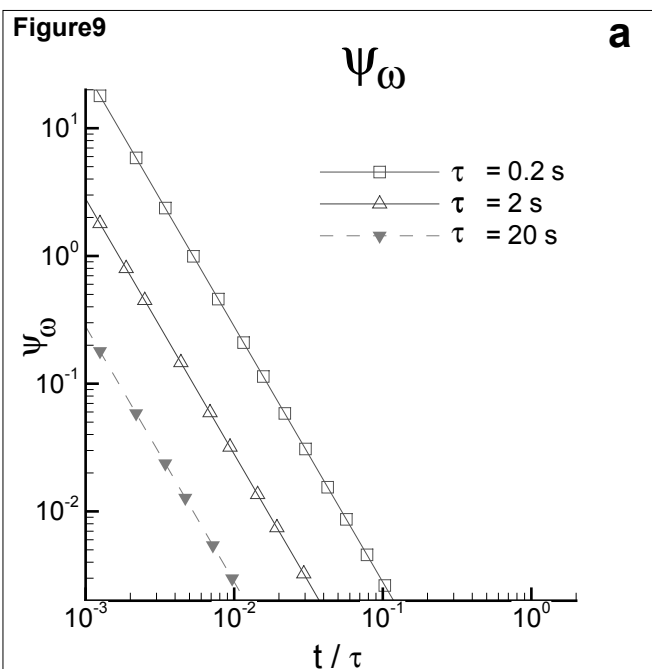 Figure9
a
ψω
τ = 0.2 s
τ = 2 s
τ = 20 s
ψω
10¹
10⁰
10⁻¹
10⁻²
10⁻³ 10⁻² 10⁻¹ 10⁰
t / τ